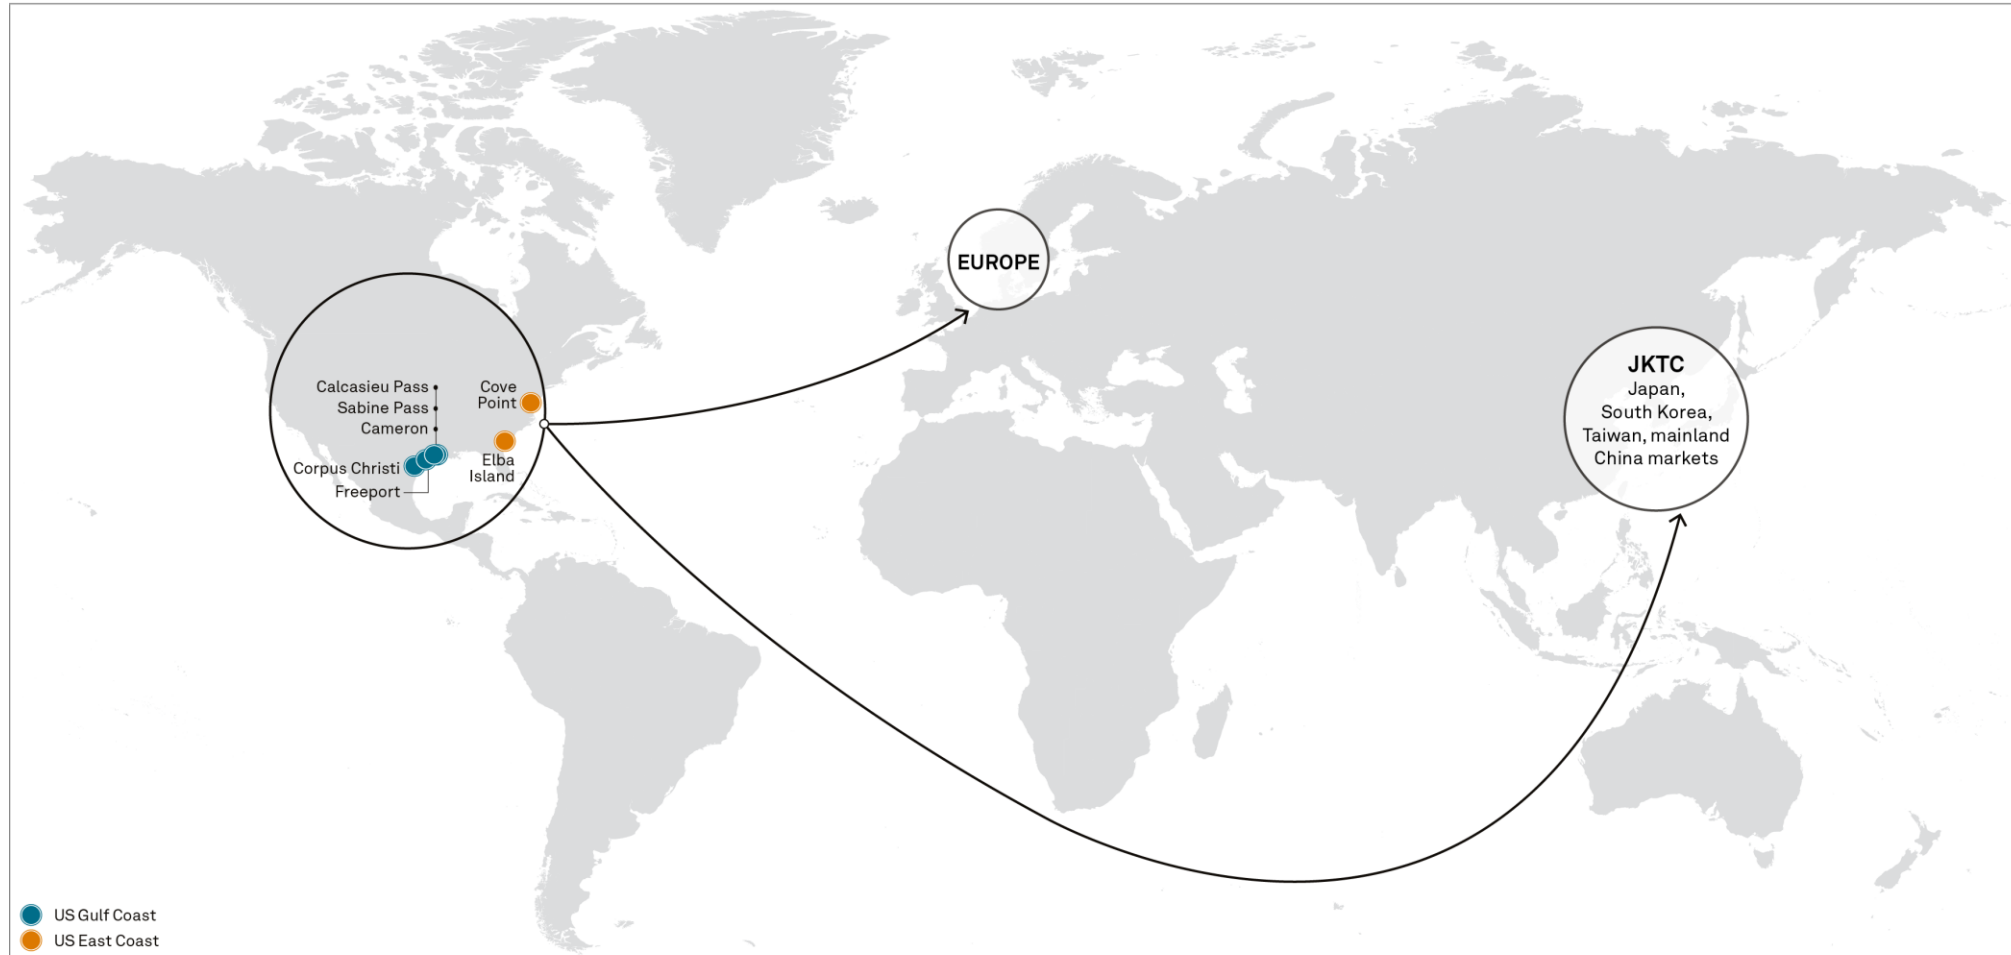 EUROPE
JKTC
Japan,
South Korea,
Taiwan, mainland
China markets
Calcasieu Pass
Sabine Pass
Cameron
Corpus Christi
Freeport
Cove
Point
Elba
Island
US Gulf Coast
US East Coast